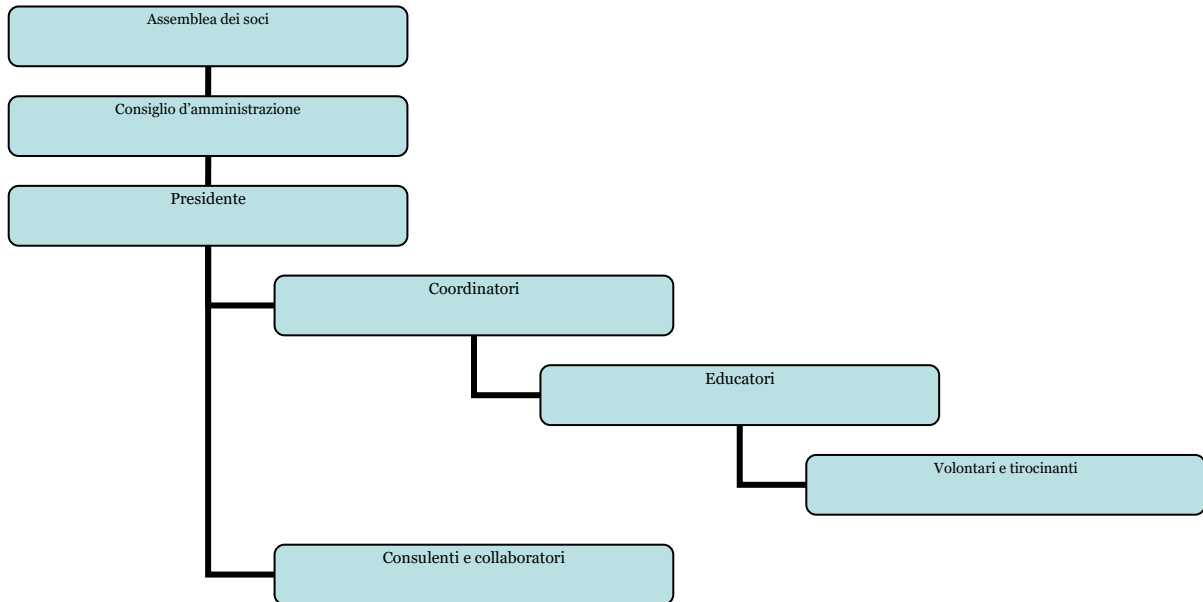 Assemblea dei soci
Consiglio d’amministrazione
Presidente
Coordinatori
Educatori
Volontari e tirocinanti
Consulenti e collaboratori